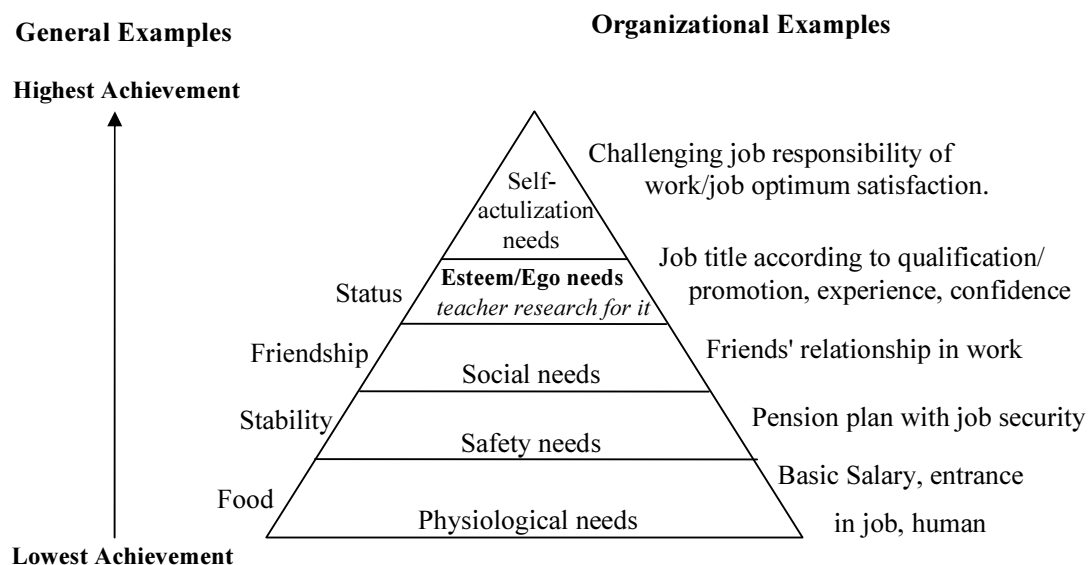 General Examples
Organizational Examples
Highest Achievement
Challenging job responsibility of
work/job optimum satisfaction.
Self-
actulization
needs
Job title according to qualification/
promotion, experience, confidence
Status
Esteem/Ego needs
teacher research for it
Friendship
Friends' relationship in work
Social needs
Stability
Pension plan with job security
Safety needs
Basic Salary, entrance
in job, human
Food
Physiological needs
Lowest Achievement